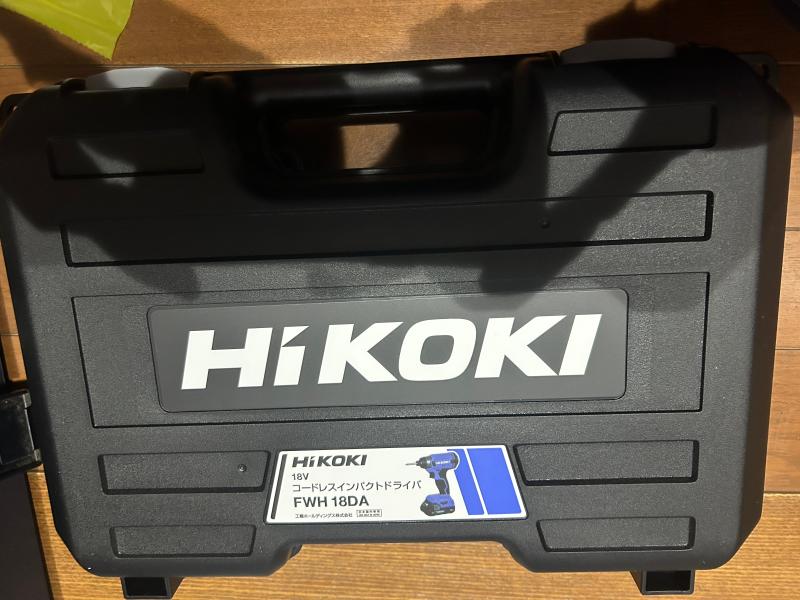 HiKOKI
HiKOKI
18V
コードレスインパクトドライバ
FWH 18DA
工機ホールディングス株式会社